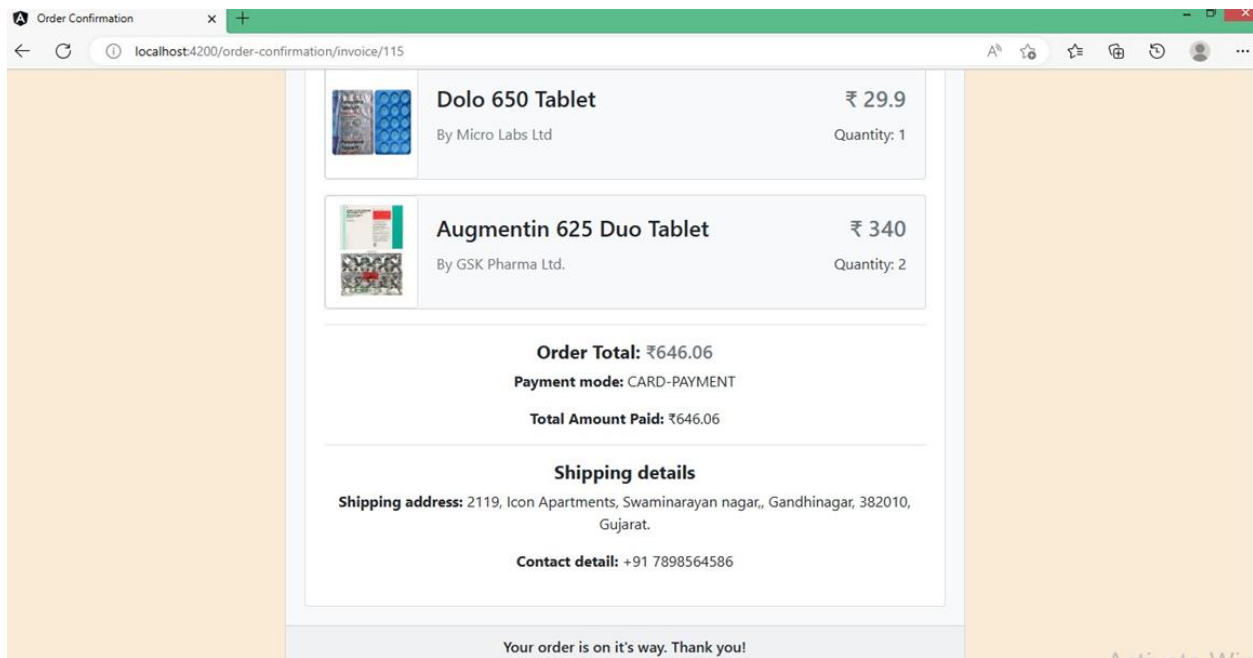 Order Confirmation
localhost:4200/order-confirmation/invoice/115
Dolo 650 Tablet
₹ 29.9
By Micro Labs Ltd
Quantity: 1
Augmentin 625 Duo Tablet
₹ 340
By GSK Pharma Ltd.
Quantity: 2
Order Total: ₹646.06
Payment mode: CARD-PAYMENT
Total Amount Paid: ₹646.06
Shipping details
Shipping address: 2119, Icon Apartments, Swaminarayan nagar,, Gandhinagar, 382010,
Gujarat.
Contact detail: +91 7898564586
Your order is on it's way. Thank you!